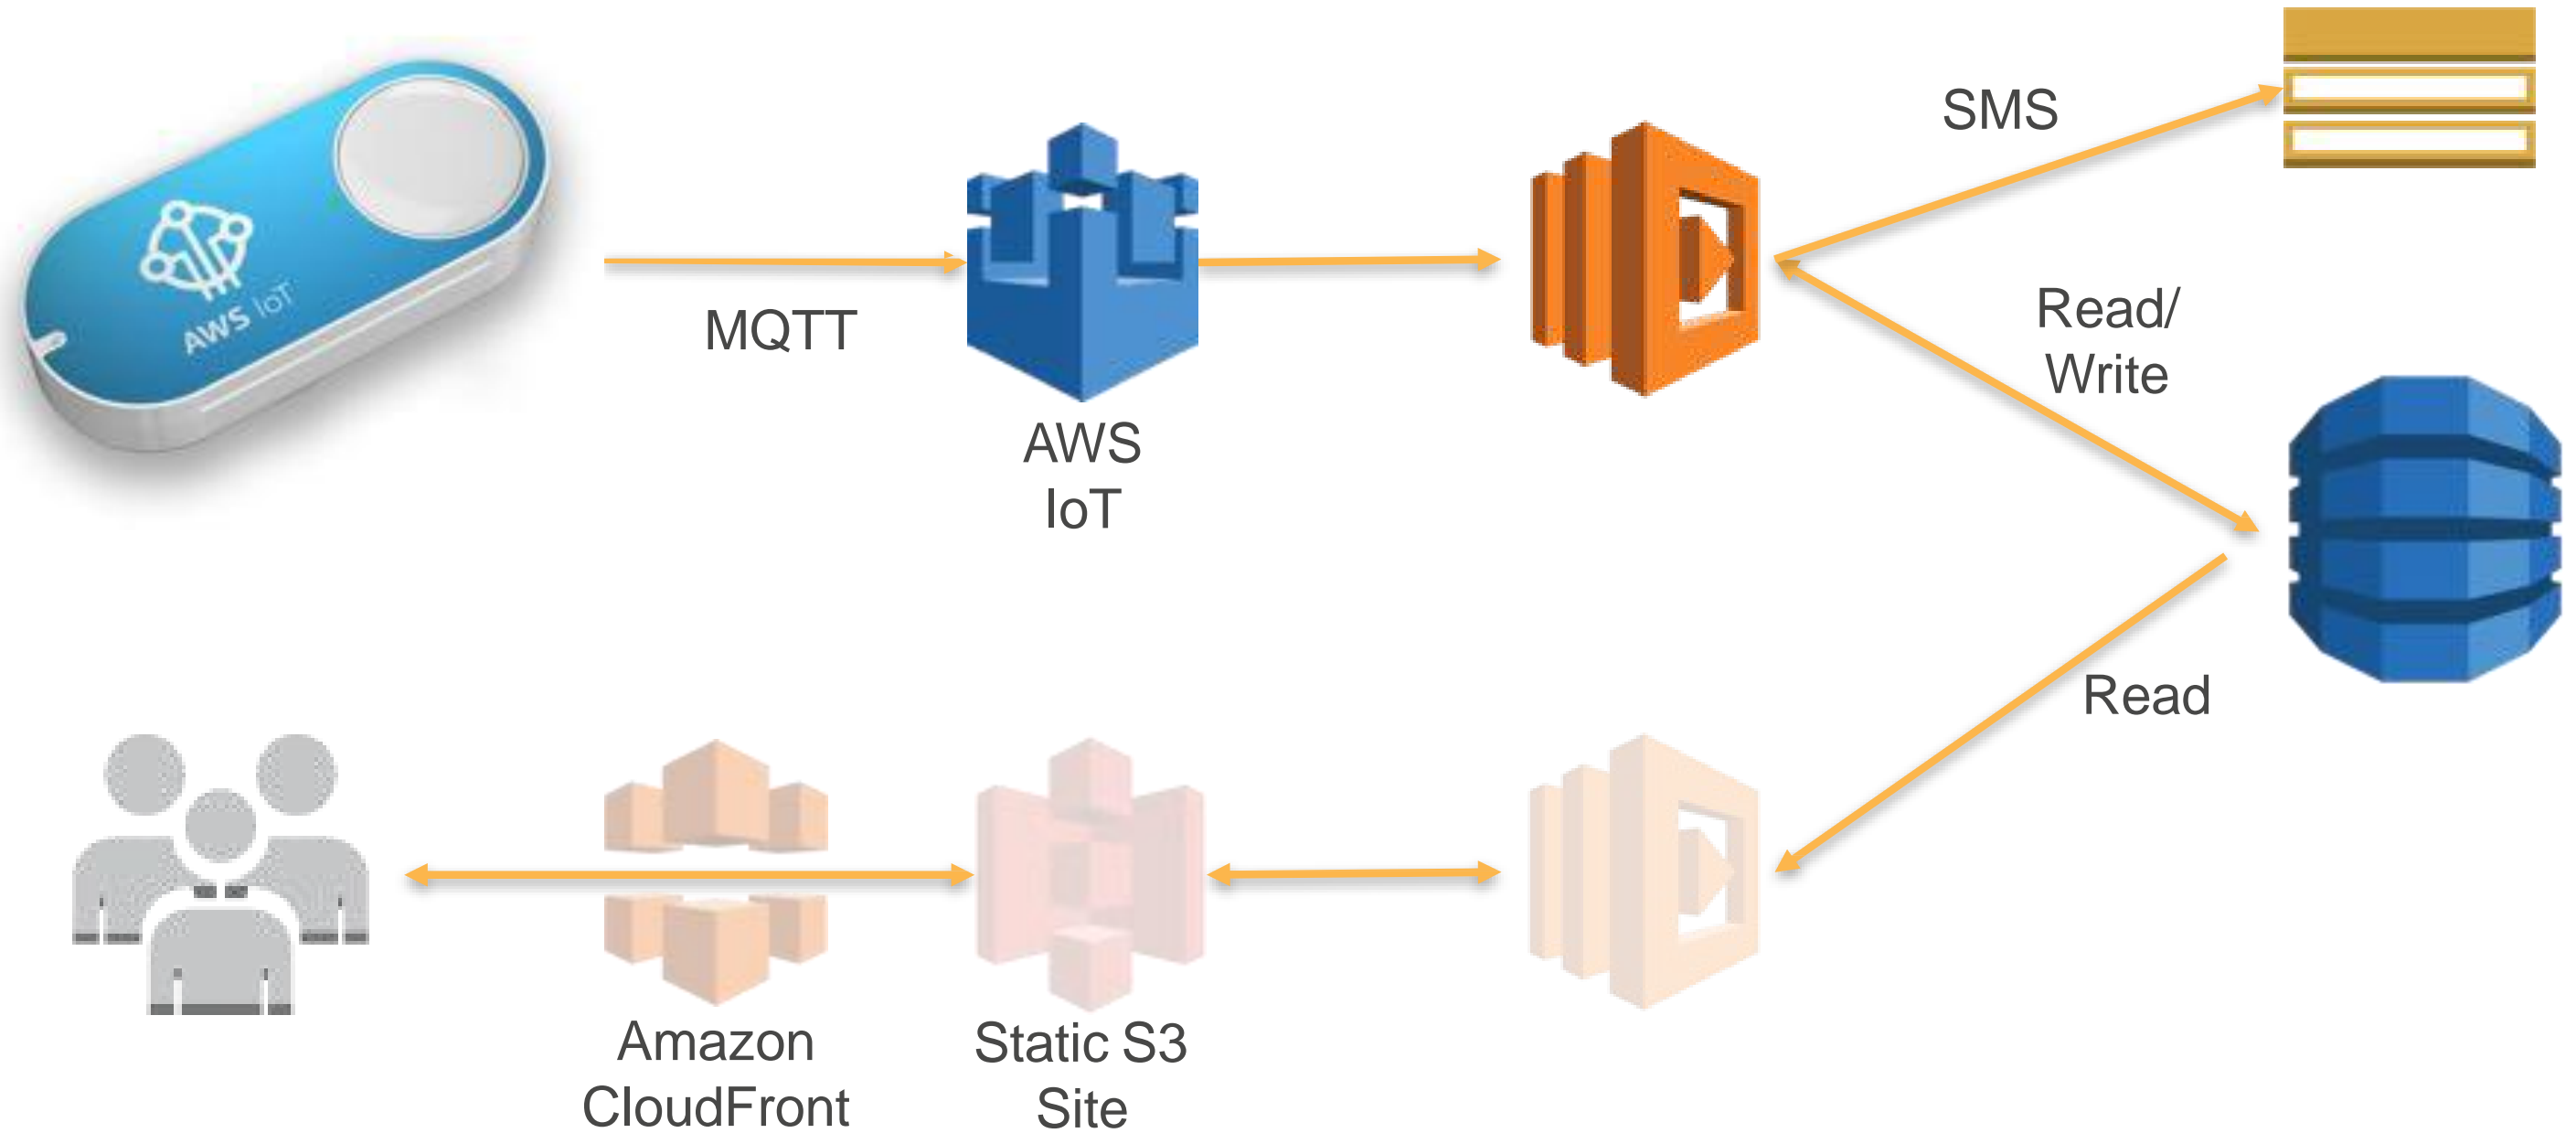 AWS IoT
MQTT
AWS
IoT
SMS
Read/
Write
Read
Amazon
CloudFront
Static S3
Site